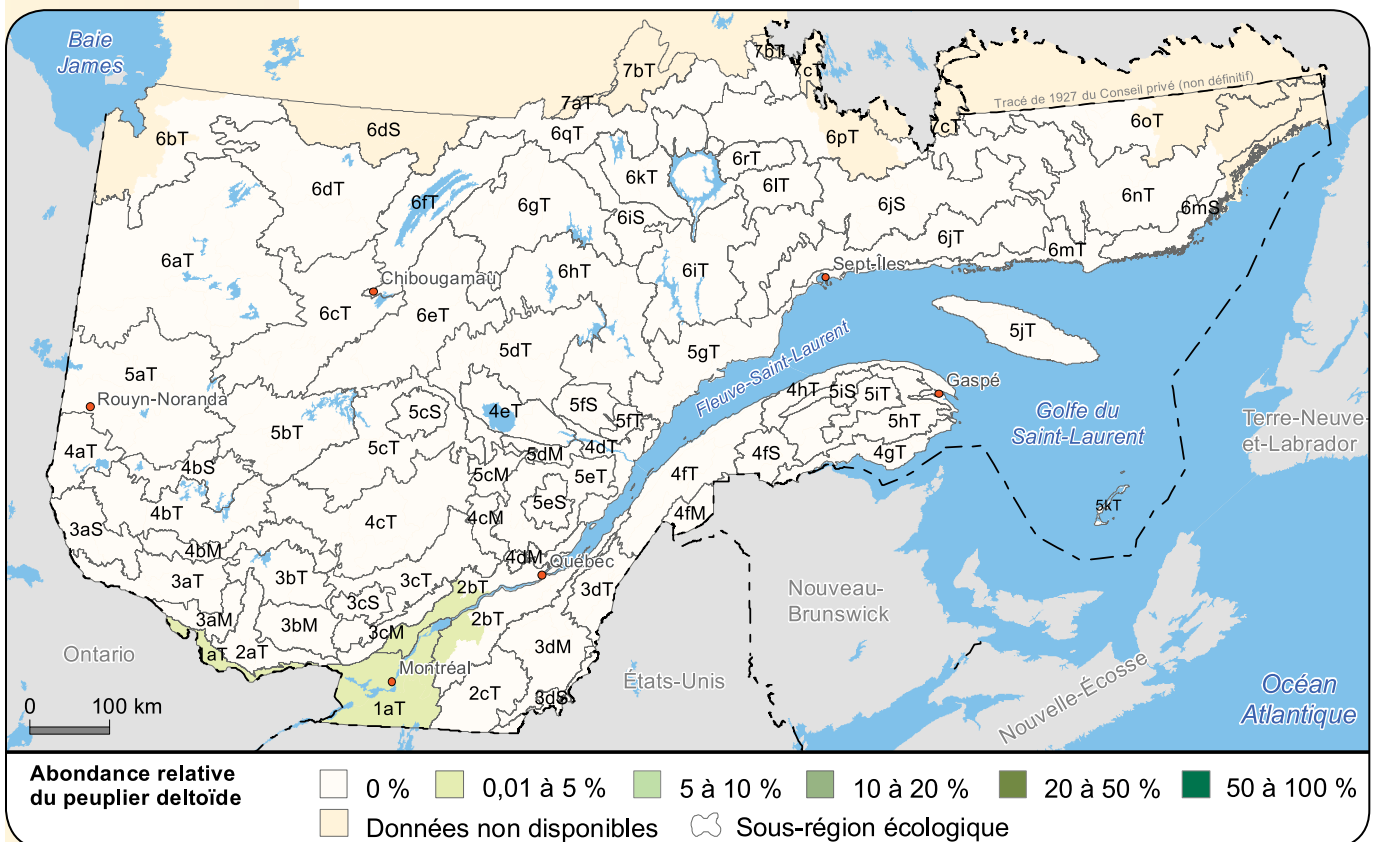 Baie
James
7bT
7bT
7cT
7aT
Tracé de 1927 du Conseil privé (non définitif)
6bT
6dS
6qT
6pT
7cT
6oT
6dT
6fT
6kT
6rT
6lT
6gT
6iS
6jS
6nT
6mS
6aT
6jT
6mT
Chibougamau
6hT
6iT
Sept-Îles
6cT
6eT
5jT
5dT
5gT
Fleuve-Saint-Laurent
5aT
Rouyn-Noranda
4hT
5iS
5iT
Gaspé
5cS
4eT
5fS
5fT
5hT
Golfe du
Saint-Laurent
Terre-Neuve-
et-Labrador
4aT
5bT
5cT
4bS
5dM
4dT
4fS
4gT
5cM
5eT
4fT
5eS
5kT
3aS
4bT
4cT
4cM
4fM
4bM
4dM
Québec
3aT
3bT
3cT
2bT
3dT
Nouveau-
Brunswick
3cS
3aM
3bM
3cM
2bT
3dM
Ontario
1aT
2aT
Montréal
2cT
3dS
États-Unis
Nouvelle-Écosse
Océan
Atlantique
1aT
0 100 km
Abondance relative
du peuplier deltoïde
0 %
0,01 à 5 %
5 à 10 %
10 à 20 %
20 à 50 %
50 à 100 %
Données non disponibles
Sous-région écologique